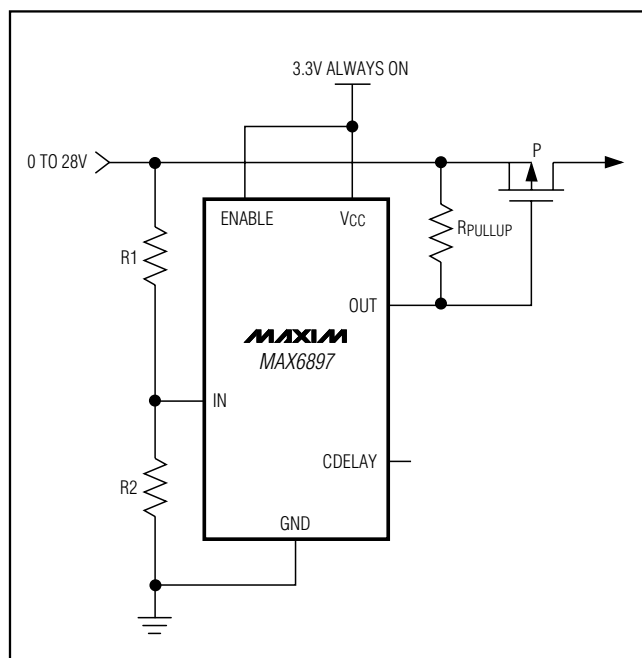 3.3V ALWAYS ON
0 TO 28V
P
ENABLE
VCC
R1
RPULLUP
OUT
MAXIM
MAX6897
IN
CDELAY
R2
GND